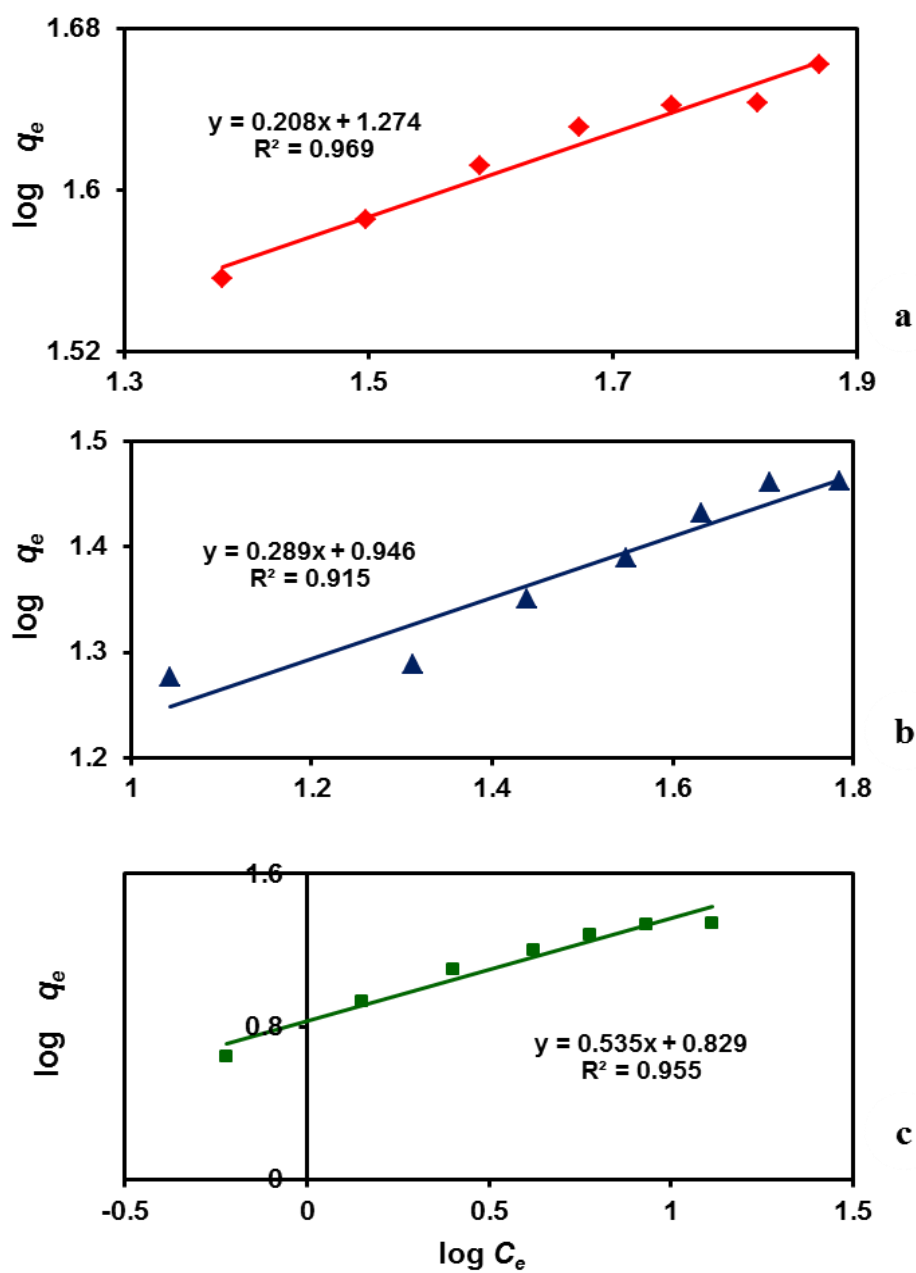 1.68
y = 0.208x + 1.274
R² = 0.969
log qe
1.6
1.52
1.3 1.5 1.7 1.9
a
1.5
y = 0.289x + 0.946
R² = 0.915
log qe
1.4
1.3
1.2
1 1.2 1.4 1.6 1.8
b
1.6
log qe
0.8
y = 0.535x + 0.829
R² = 0.955
0
-0.5 0 0.5 1 1.5
c
log Ce